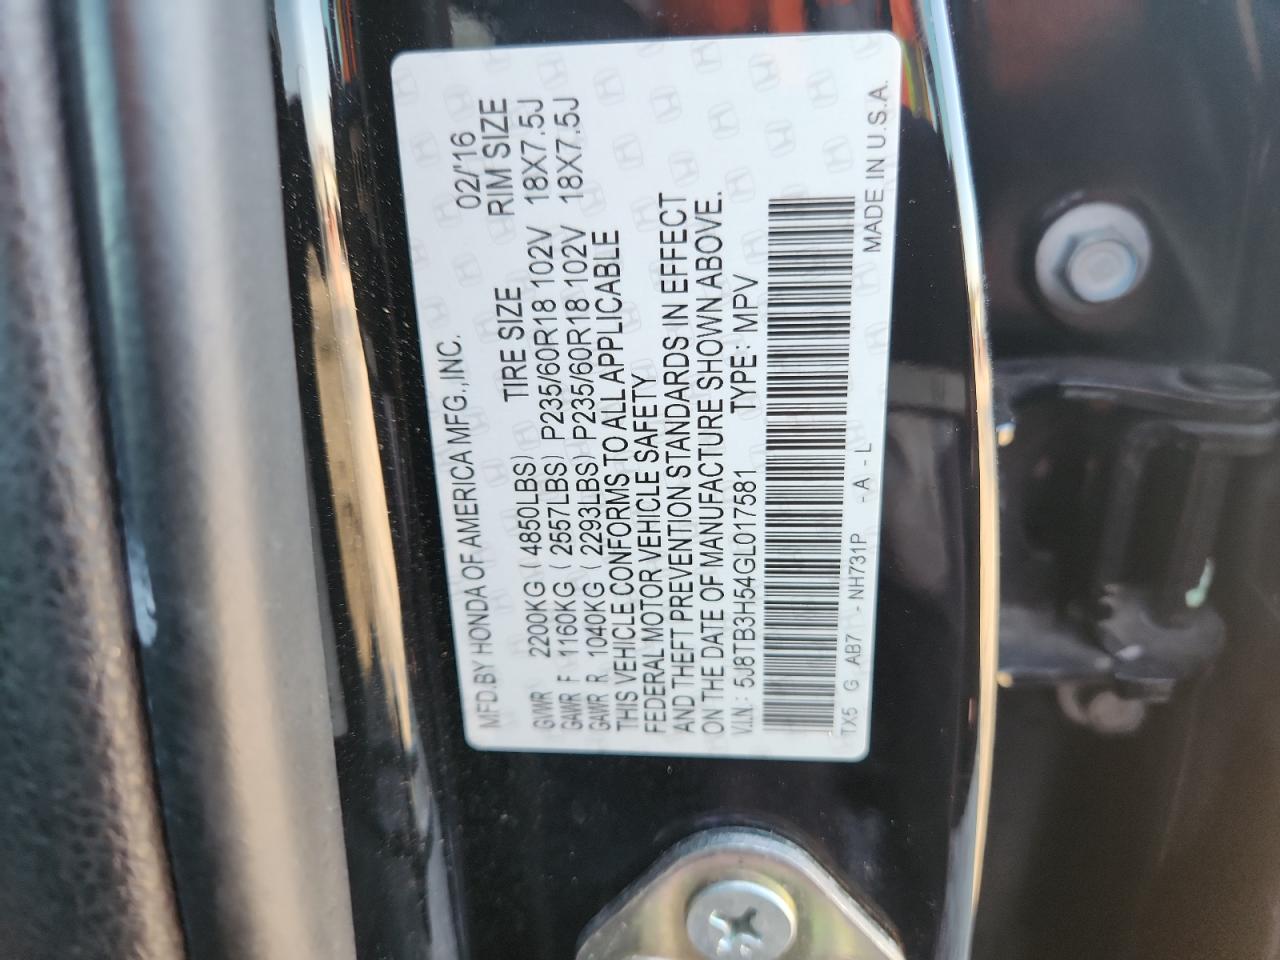 MFD. BY HONDA OF AMERICA MFG., INC. 02/'16
TIRE SIZE RIM SIZE
GVWR 2200KG (4850LBS)
GAWR F 1160KG (2557LBS) P235/60R18 102V 18X7.5J
GAWR R 1040KG (2293LBS) P235/60R18 102V 18X7.5J
THIS VEHICLE CONFORMS TO ALL APPLICABLE
FEDERAL MOTOR VEHICLE SAFETY
AND THEFT PREVENTION STANDARDS IN EFFECT
ON THE DATE OF MANUFACTURE SHOWN ABOVE.
V.I.N.: 5J8TB3H54GL017581 TYPE: MPV
TX5 G AB7 - NH731P - A - L
MADE IN U.S.A.